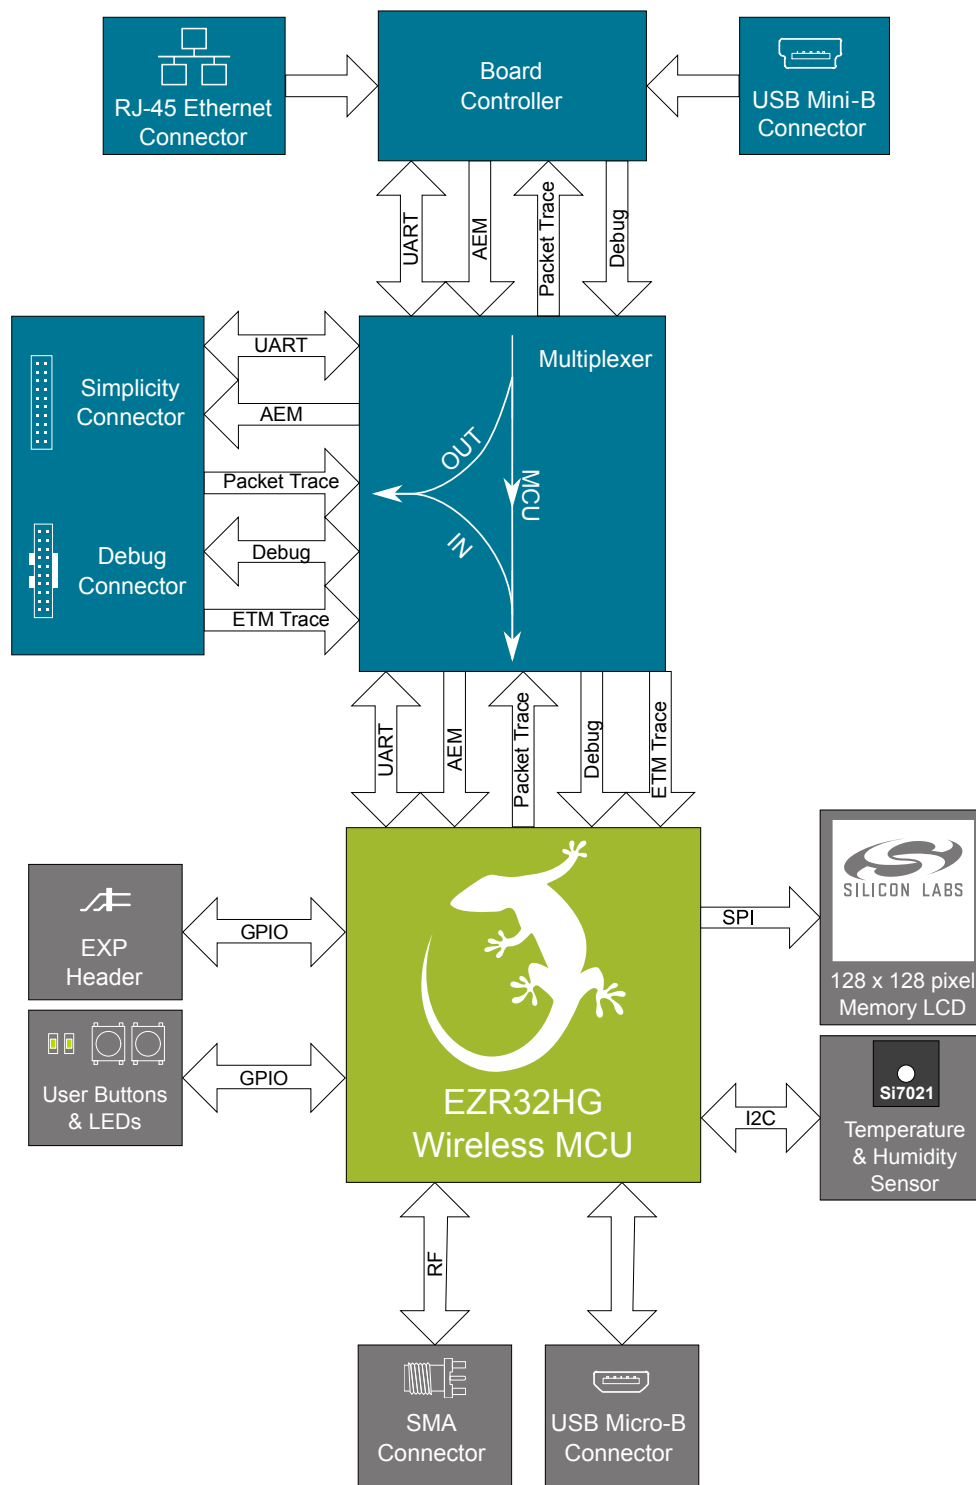 RJ-45 Ethernet
Connector
Board
Controller
USB Mini-B
Connector
UART
AEM
Packet Trace
Debug
Simplicity
Connector
Debug
Connector
UART
AEM
Packet Trace
Debug
ETM Trace
Multiplexer
OUT
MCU
IN
UART
AEM
Packet Trace
Debug
ETM Trace
EXP
Header
GPIO
User Buttons
& LEDs
GPIO
EZR32HG
Wireless MCU
SPI
SILICON LABS
128 x 128 pixel
Memory LCD
I2C
Si7021
Temperature
& Humidity
Sensor
RF
SMA
Connector
USB Micro-B
Connector